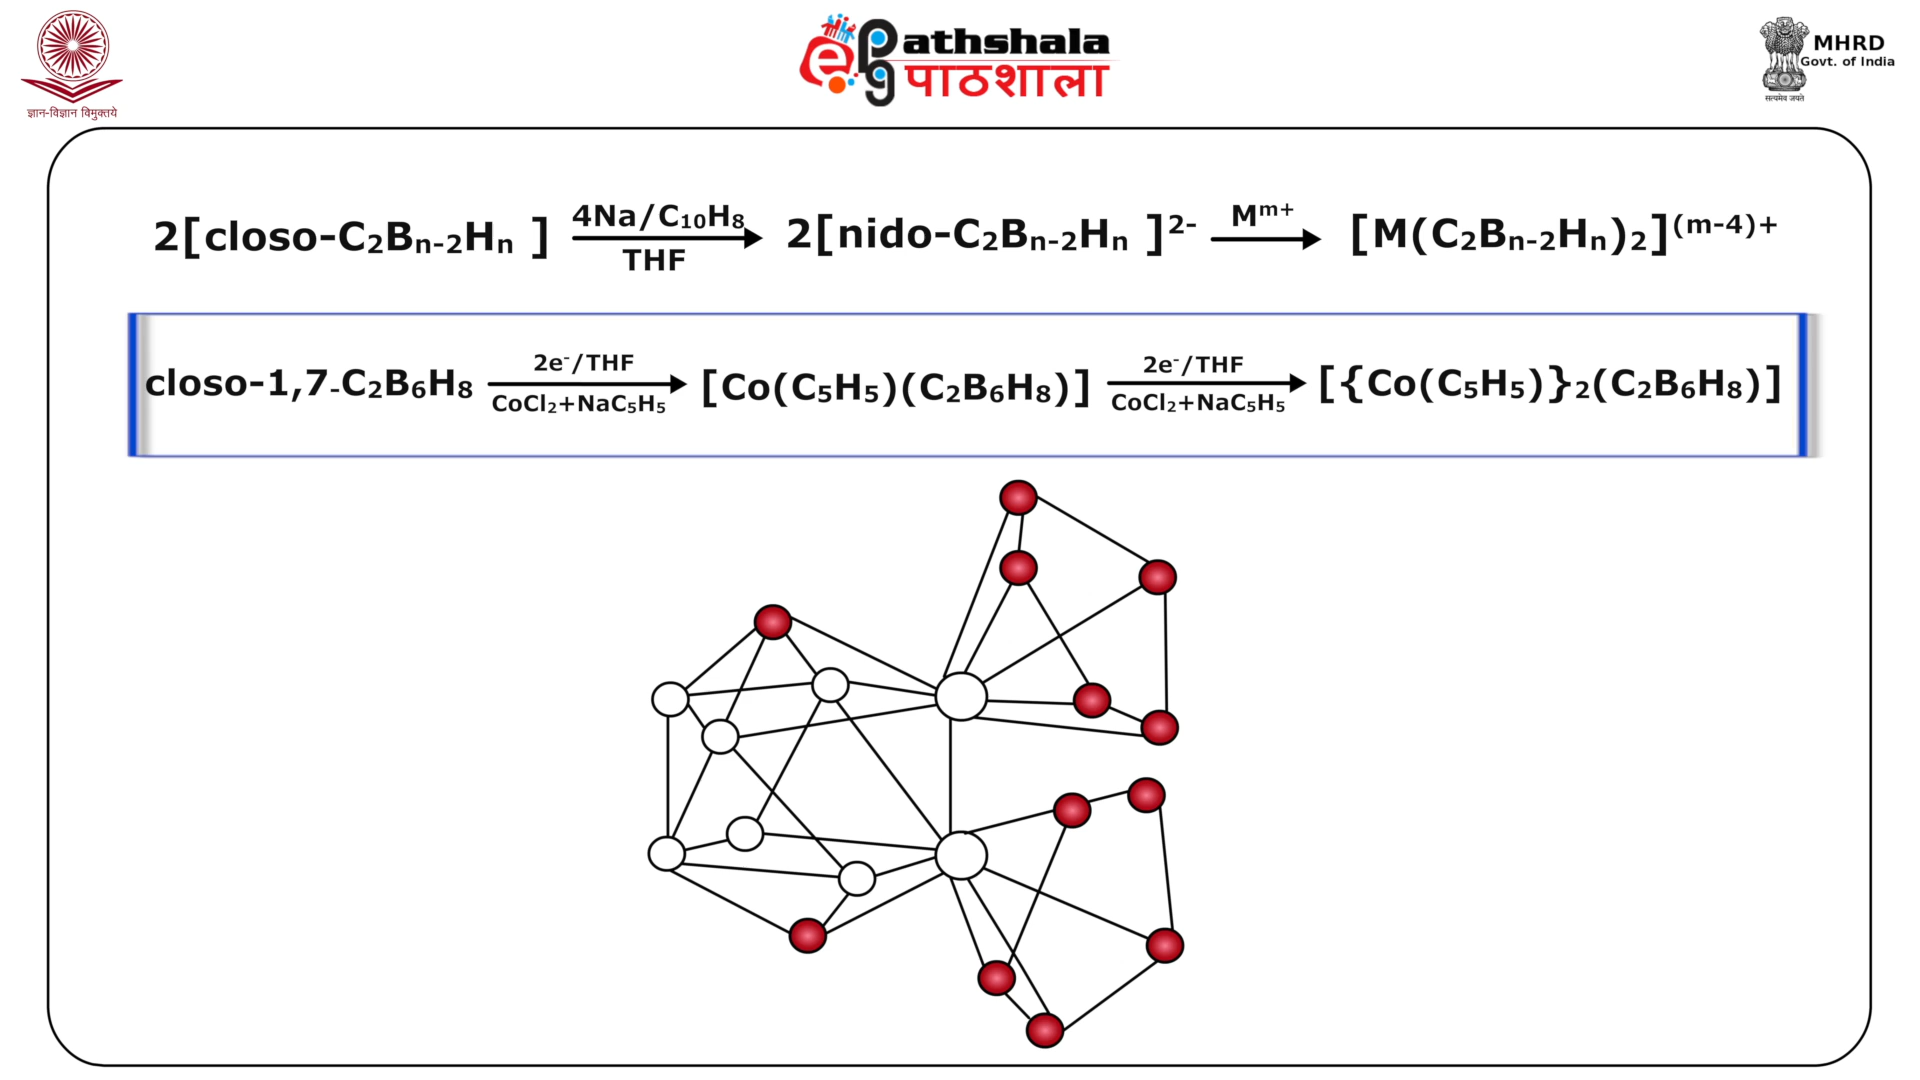 ज्ञान-विज्ञान विमुक्तये
ePG athshala
पाठशाला
MHRD
Govt. of India
सत्यमेव जयते
2[closo-C₂Bₙ₋₂Hₙ ] 4Na/C₁₀H₈ THF 2[nido-C₂Bₙ₋₂Hₙ ]²⁻ Mᵐ⁺ [M(C₂Bₙ₋₂Hₙ)₂]⁽ᵐ⁻⁴⁾⁺
closo-1,7-C₂B₆H₈ 2e⁻/THF CoCl₂+NaC₅H₅ [Co(C₅H₅)(C₂B₆H₈)] 2e⁻/THF CoCl₂+NaC₅H₅ [{Co(C₅H₅)}₂(C₂B₆H₈)]